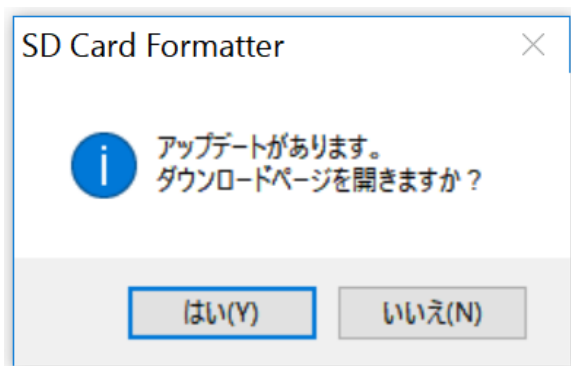 SD Card Formatter
アップデートがあります。
ダウンロードページを開きますか？
はい(Y)
いいえ(N)